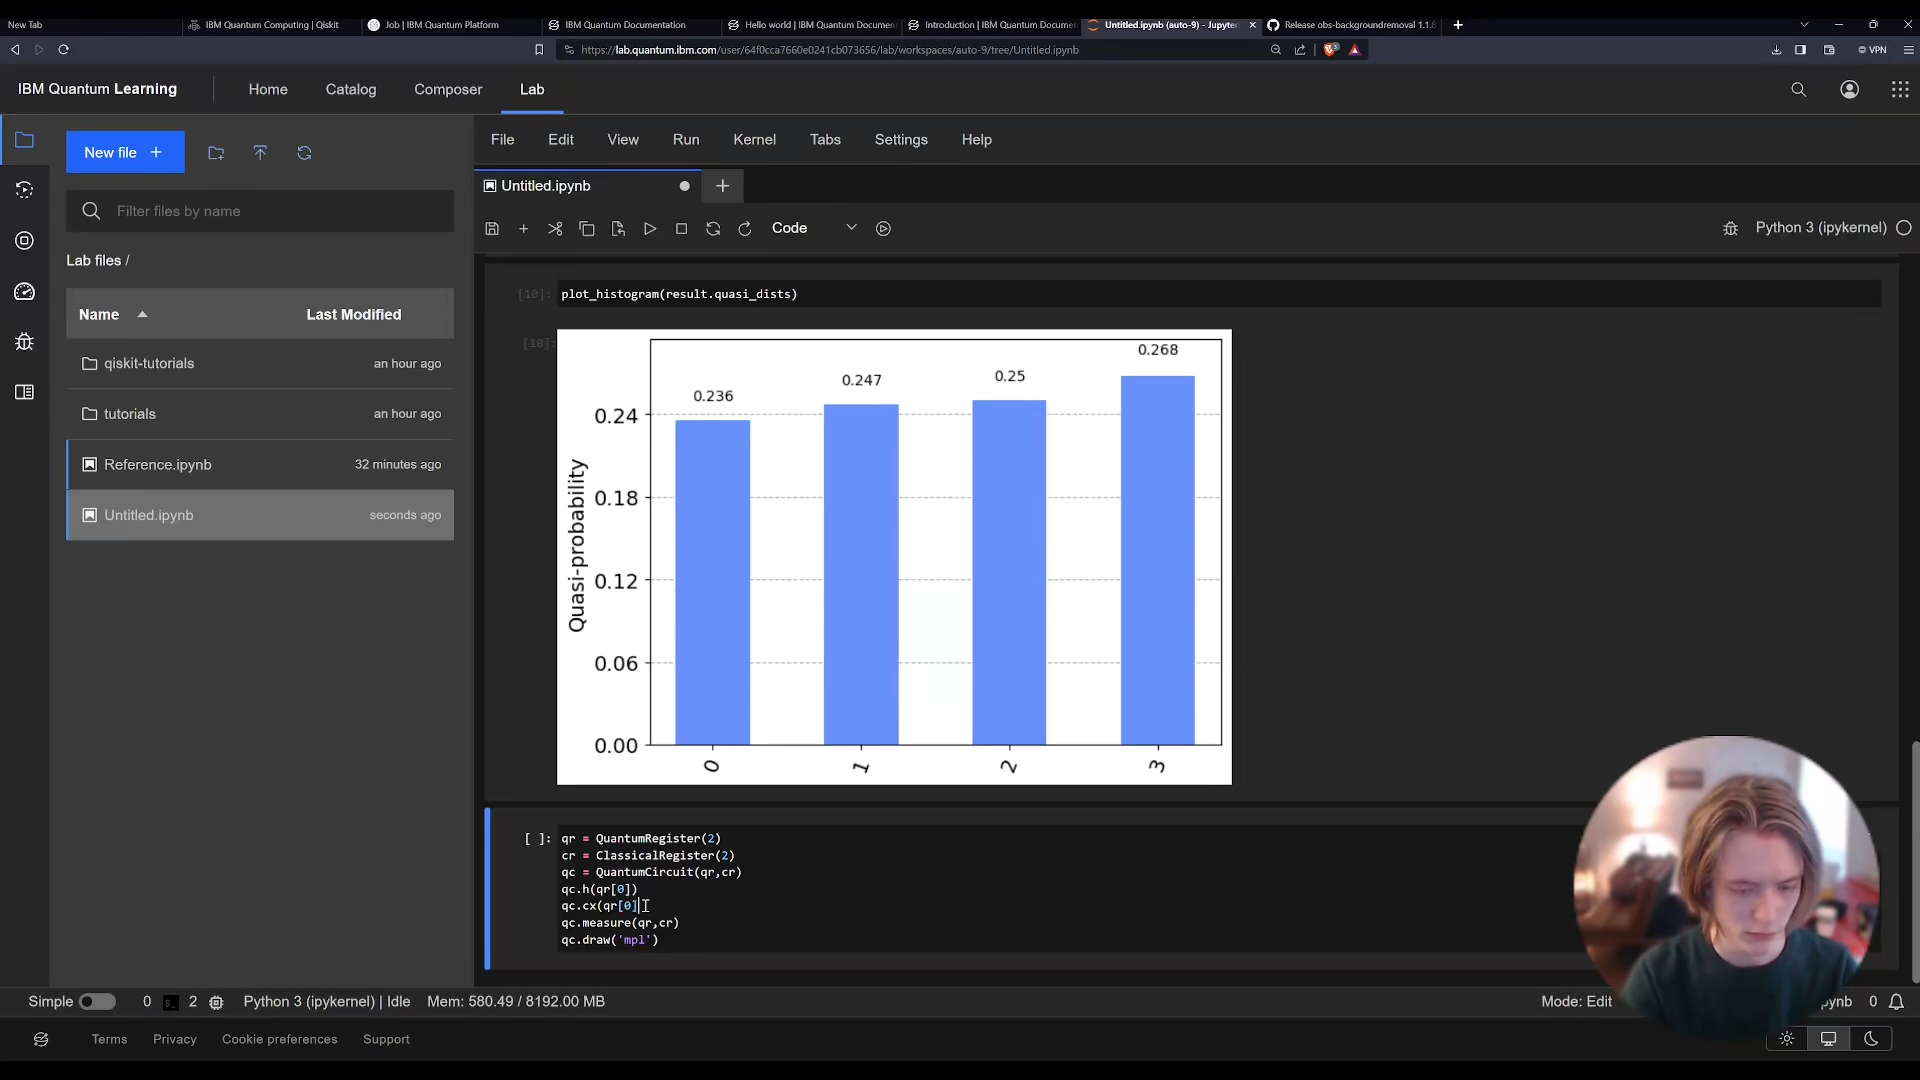 New Tab
IBM Quantum Computing | Qiskit
Job | IBM Quantum Platform
IBM Quantum Documentation
Hello world | IBM Quantum Documen
Introduction | IBM Quantum Documen
Untitled.ipynb (auto-9) - Jupyter
Release obs-backgroundremoval 1.1.
https://lab.quantum.ibm.com/user/64f0cca7660e0241cb073656/lab/workspaces/auto-9/tree/Untitled.ipynb
VPN
IBM Quantum Learning
Home
Catalog
Composer
Lab
New file +
File
Edit
View
Run
Kernel
Tabs
Settings
Help
Untitled.ipynb
Filter files by name
Code
Python 3 (ipykernel)
Lab files /
Name
Last Modified
qiskit-tutorials
an hour ago
tutorials
an hour ago
Reference.ipynb
32 minutes ago
Untitled.ipynb
seconds ago
[10]: plot_histogram(result.quasi_dists)
[10]:
0.236
0.247
0.25
0.268
Quasi-probability
0.24
0.18
0.12
0.06
0.00
0
1
2
3
[ ]: qr = QuantumRegister(2)
cr = ClassicalRegister(2)
qc = QuantumCircuit(qr,cr)
qc.h(qr[0])
qc.cx(qr[0]
qc.measure(qr,cr)
qc.draw('mpl')
Simple
0
2
Python 3 (ipykernel) | Idle
Mem: 580.49 / 8192.00 MB
Mode: Edit
ipynb
0
Terms
Privacy
Cookie preferences
Support